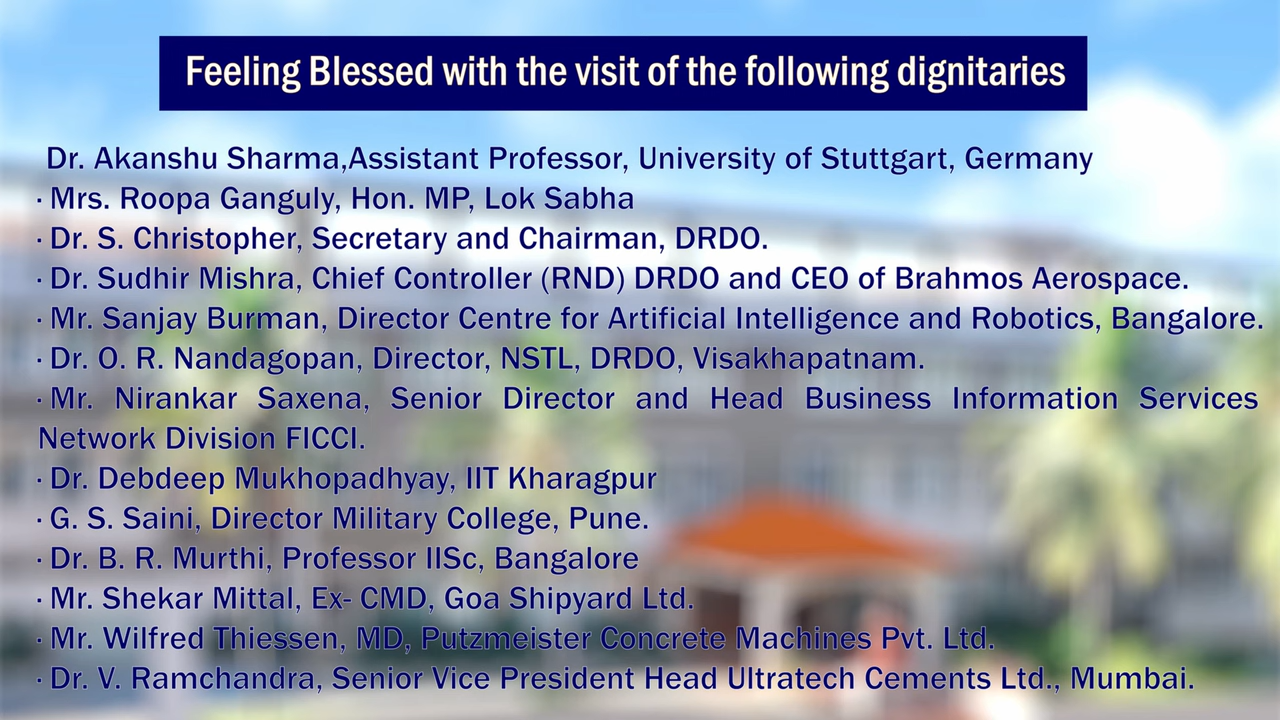 Feeling Blessed with the visit of the following dignitaries
Dr. Akanshu Sharma,Assistant Professor, University of Stuttgart, Germany
· Mrs. Roopa Ganguly, Hon. MP, Lok Sabha
· Dr. S. Christopher, Secretary and Chairman, DRDO.
· Dr. Sudhir Mishra, Chief Controller (RND) DRDO and CEO of Brahmos Aerospace.
· Mr. Sanjay Burman, Director Centre for Artificial Intelligence and Robotics, Bangalore.
· Dr. O. R. Nandagopan, Director, NSTL, DRDO, Visakhapatnam.
· Mr. Nirankar Saxena, Senior Director and Head Business Information Services
Network Division FICCI.
· Dr. Debdeep Mukhopadhyay, IIT Kharagpur
· G. S. Saini, Director Military College, Pune.
· Dr. B. R. Murthi, Professor IISc, Bangalore
· Mr. Shekar Mittal, Ex- CMD, Goa Shipyard Ltd.
· Mr. Wilfred Thiessen, MD, Putzmeister Concrete Machines Pvt. Ltd.
· Dr. V. Ramchandra, Senior Vice President Head Ultratech Cements Ltd., Mumbai.